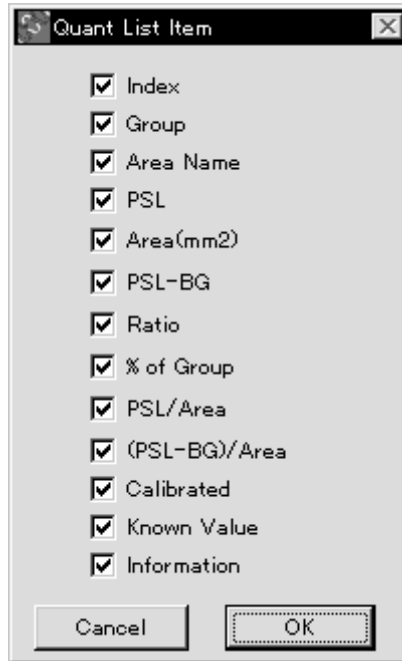 Quant List Item
Index
Group
Area Name
PSL
Area(mm2)
PSL-BG
Ratio
% of Group
PSL/Area
(PSL-BG)/Area
Calibrated
Known Value
Information
Cancel OK